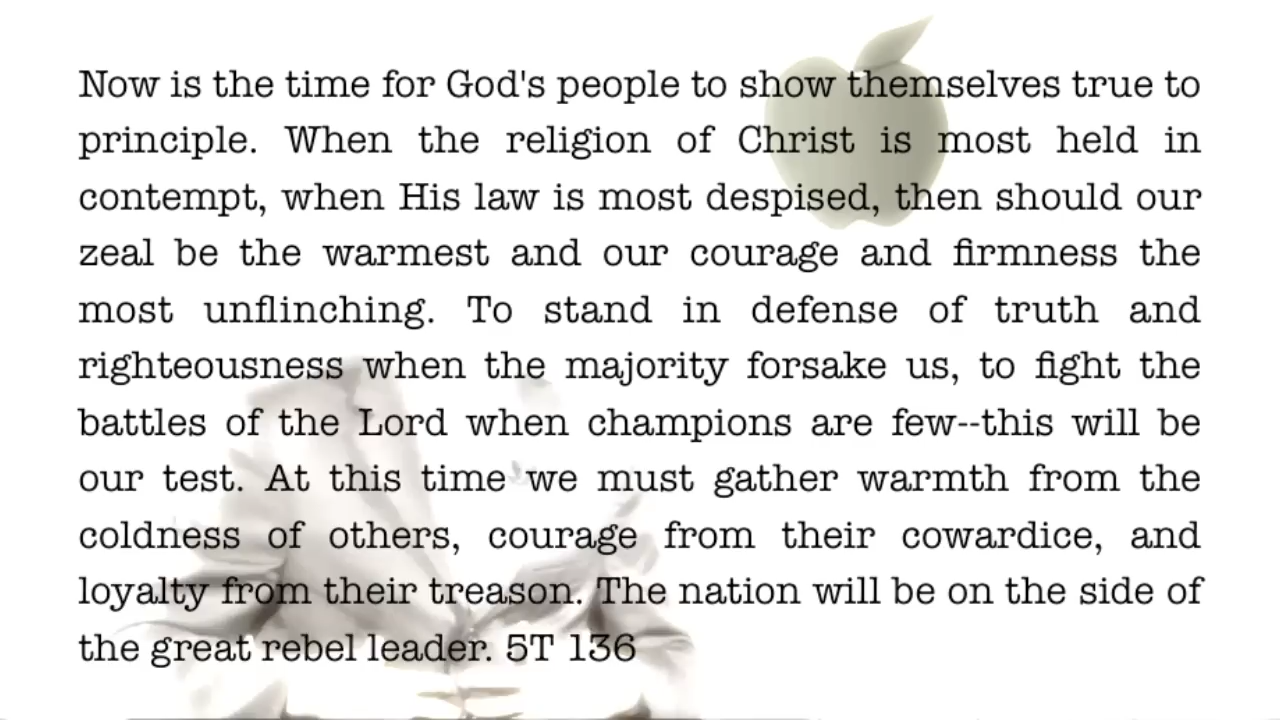 Now is the time for God's people to show themselves true to
principle. When the religion of Christ is most held in
contempt, when His law is most despised, then should our
zeal be the warmest and our courage and firmness the
most unflinching. To stand in defense of truth and
righteousness when the majority forsake us, to fight the
battles of the Lord when champions are few--this will be
our test. At this time we must gather warmth from the
coldness of others, courage from their cowardice, and
loyalty from their treason. The nation will be on the side of
the great rebel leader. 5T 136